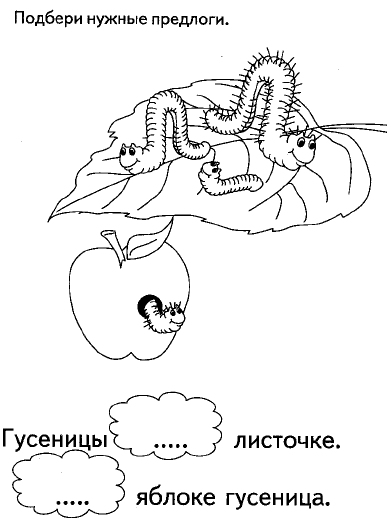 Подбери нужные предлоги.
Гусеницы ..... листочке.
..... яблоке гусеница.